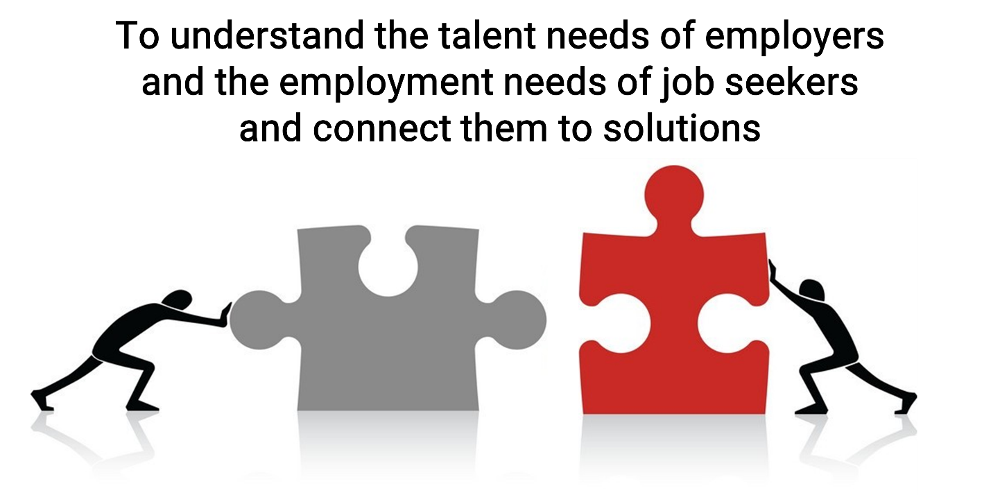 To understand the talent needs of employers
and the employment needs of job seekers
and connect them to solutions